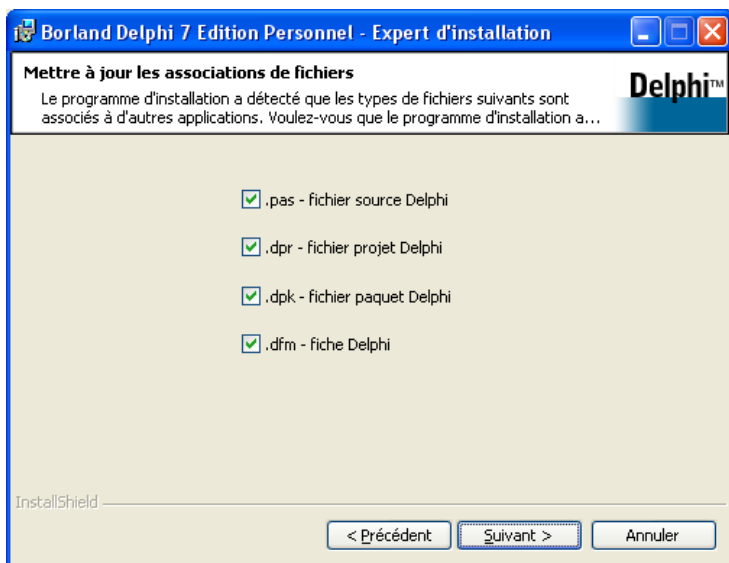 Borland Delphi 7 Edition Personnel - Expert d'installation
Mettre à jour les associations de fichiers
Le programme d'installation a détecté que les types de fichiers suivants sont
associés à d'autres applications. Voulez-vous que le programme d'installation a...
Delphi™
.pas - fichier source Delphi
.dpr - fichier projet Delphi
.dpk - fichier paquet Delphi
.dfm - fiche Delphi
InstallShield
< Précédent
Suivant >
Annuler